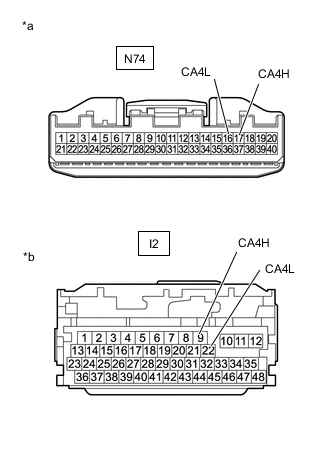 *a
N74
CA4L
CA4H
1 2 3 4 5 6 7 8 9 10 11 12 13 14 15 16 17 18 19 20
21 22 23 24 25 26 27 28 29 30 31 32 33 34 35 36 37 38 39 40
I2
*b
CA4H
CA4L
1 2 3 4 5 6 7 8 9 10 11 12
13 14 15 16 17 18 19 20 21 22
23 24 25 26 27 28 29 30 31 32 33 34 35
36 37 38 39 40 41 42 43 44 45 46 47 48